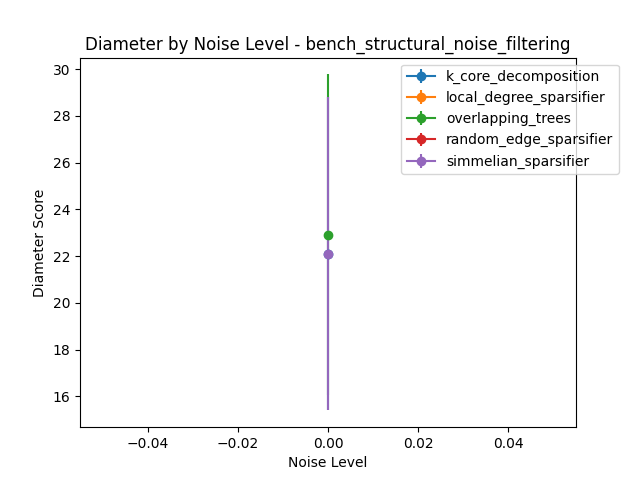 Diameter by Noise Level - bench_structural_noise_filtering
30
28
26
24
22
20
18
16
Diameter Score
k_core_decomposition
local_degree_sparsifier
overlapping_trees
random_edge_sparsifier
simmelian_sparsifier
−0.04
−0.02
0.00
0.02
0.04
Noise Level